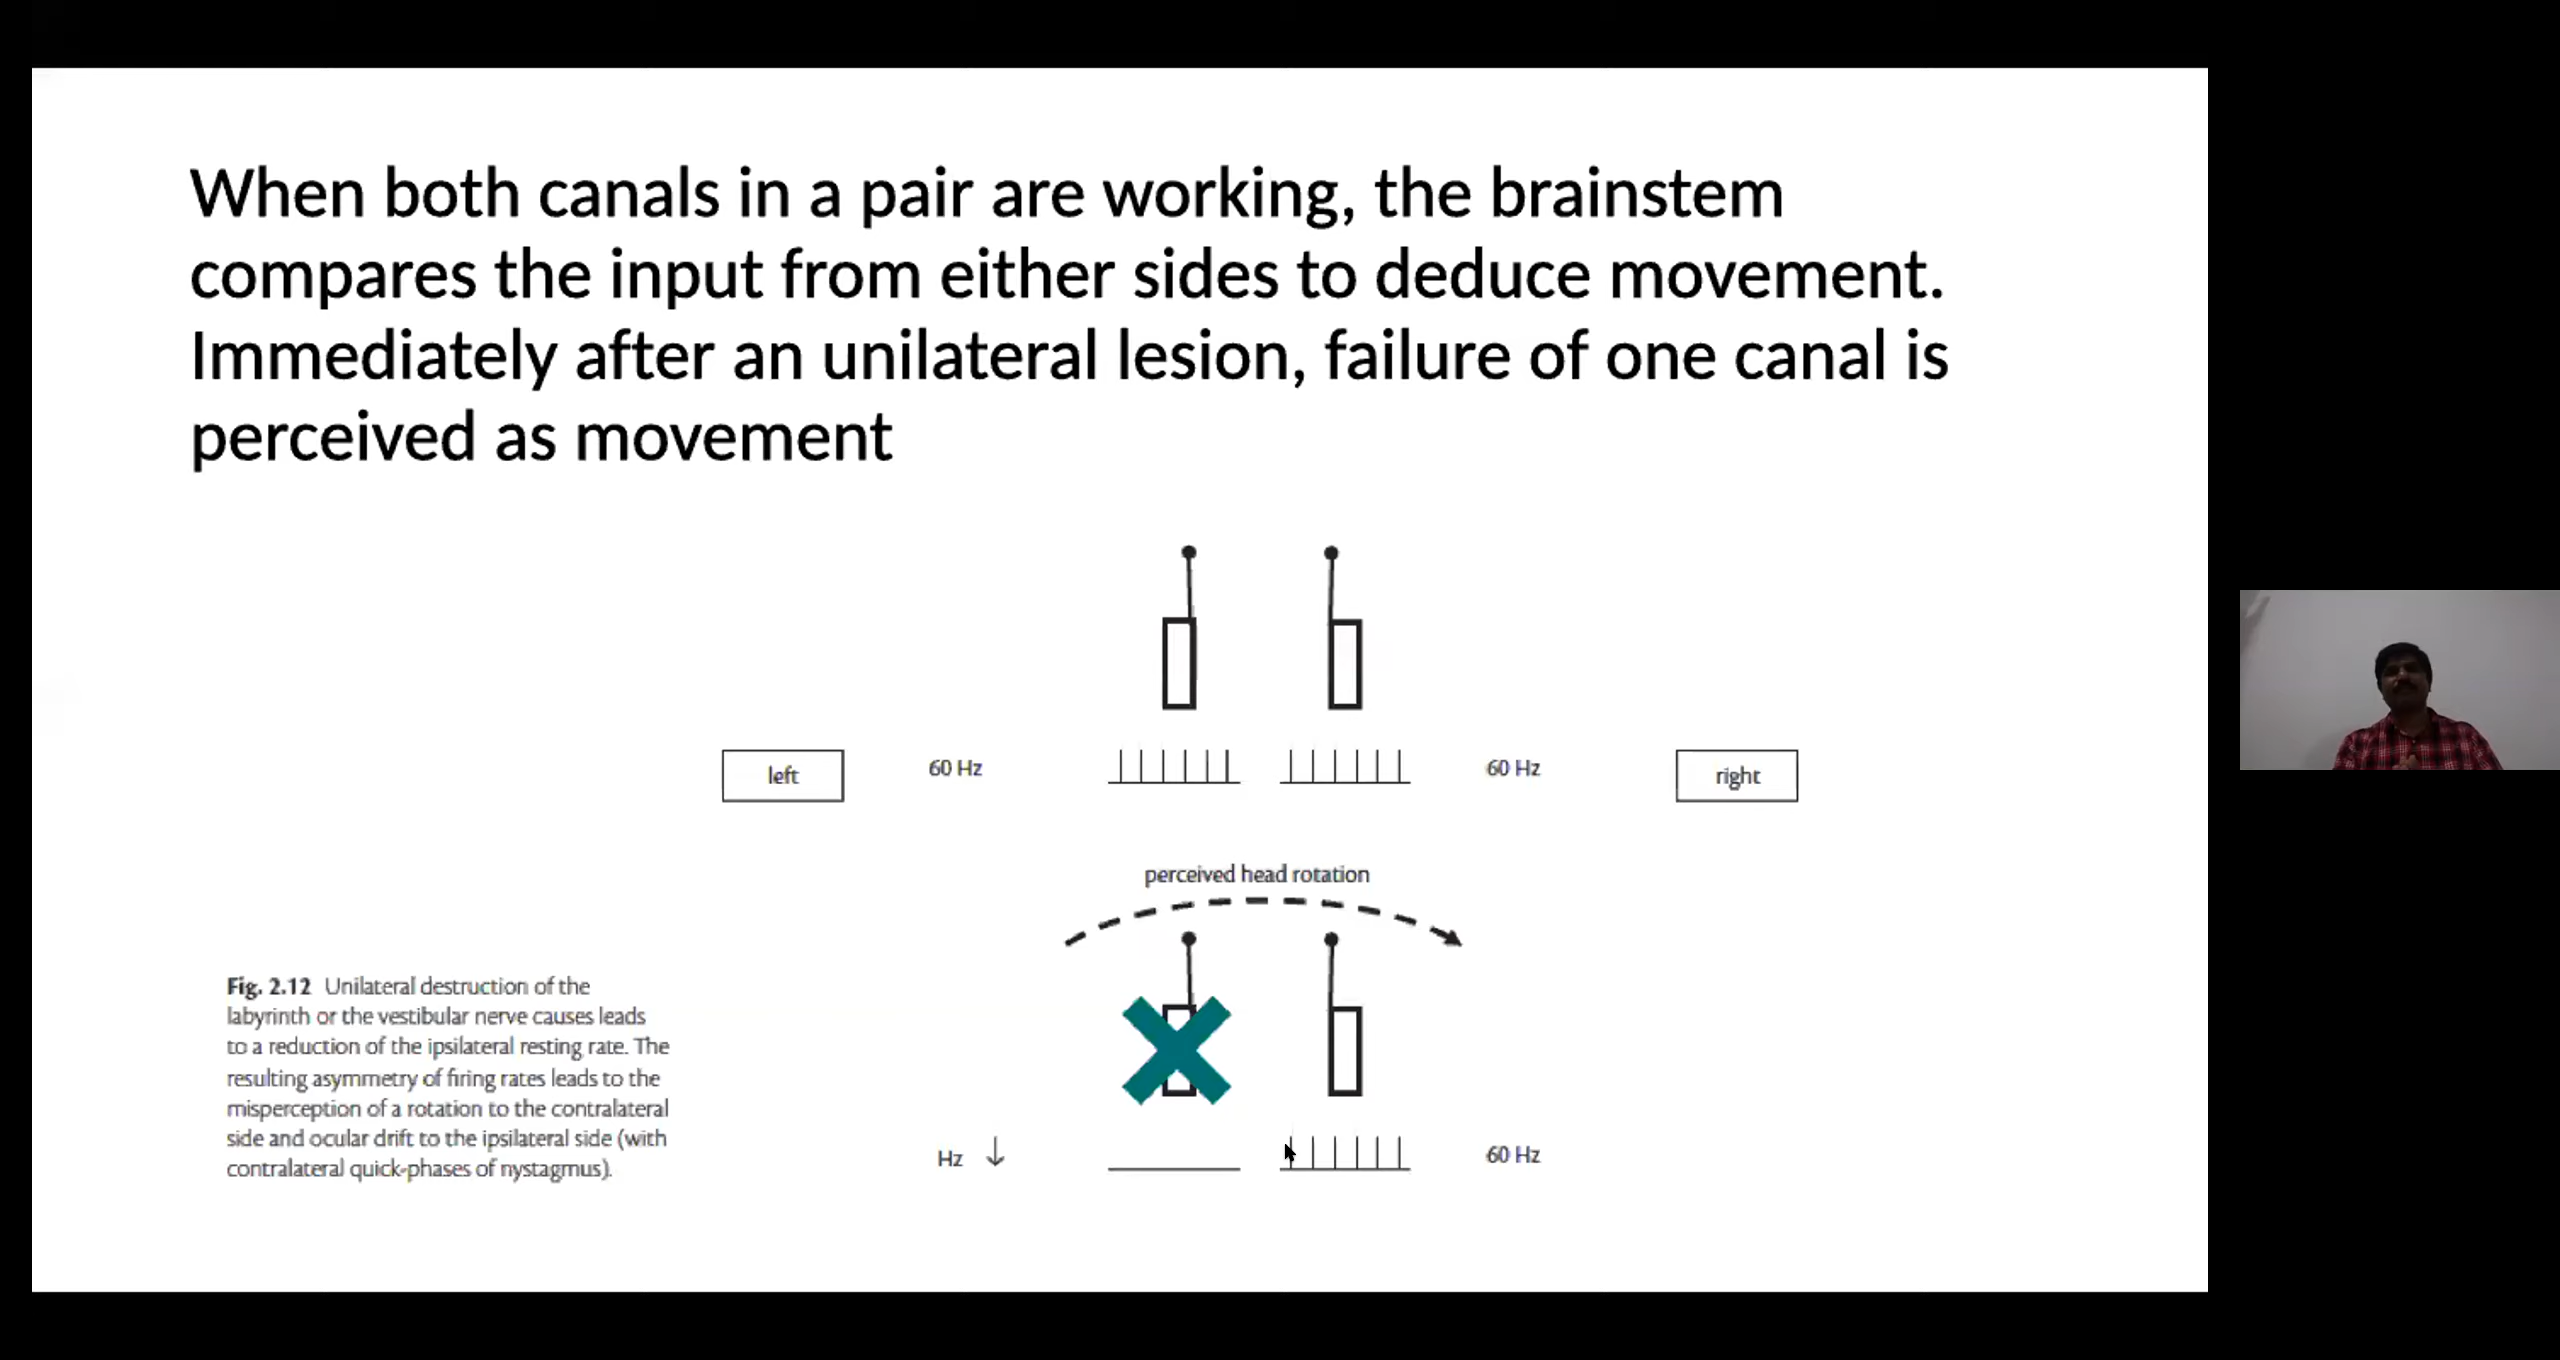 When both canals in a pair are working, the brainstem
compares the input from either sides to deduce movement.
Immediately after an unilateral lesion, failure of one canal is
perceived as movement
left
60 Hz
60 Hz
right
perceived head rotation
Fig. 2.12 Unilateral destruction of the
labyrinth or the vestibular nerve causes leads
to a reduction of the ipsilateral resting rate. The
resulting asymmetry of firing rates leads to the
misperception of a rotation to the contralateral
side and ocular drift to the ipsilateral side (with
contralateral quick-phases of nystagmus).
Hz ↓
60 Hz